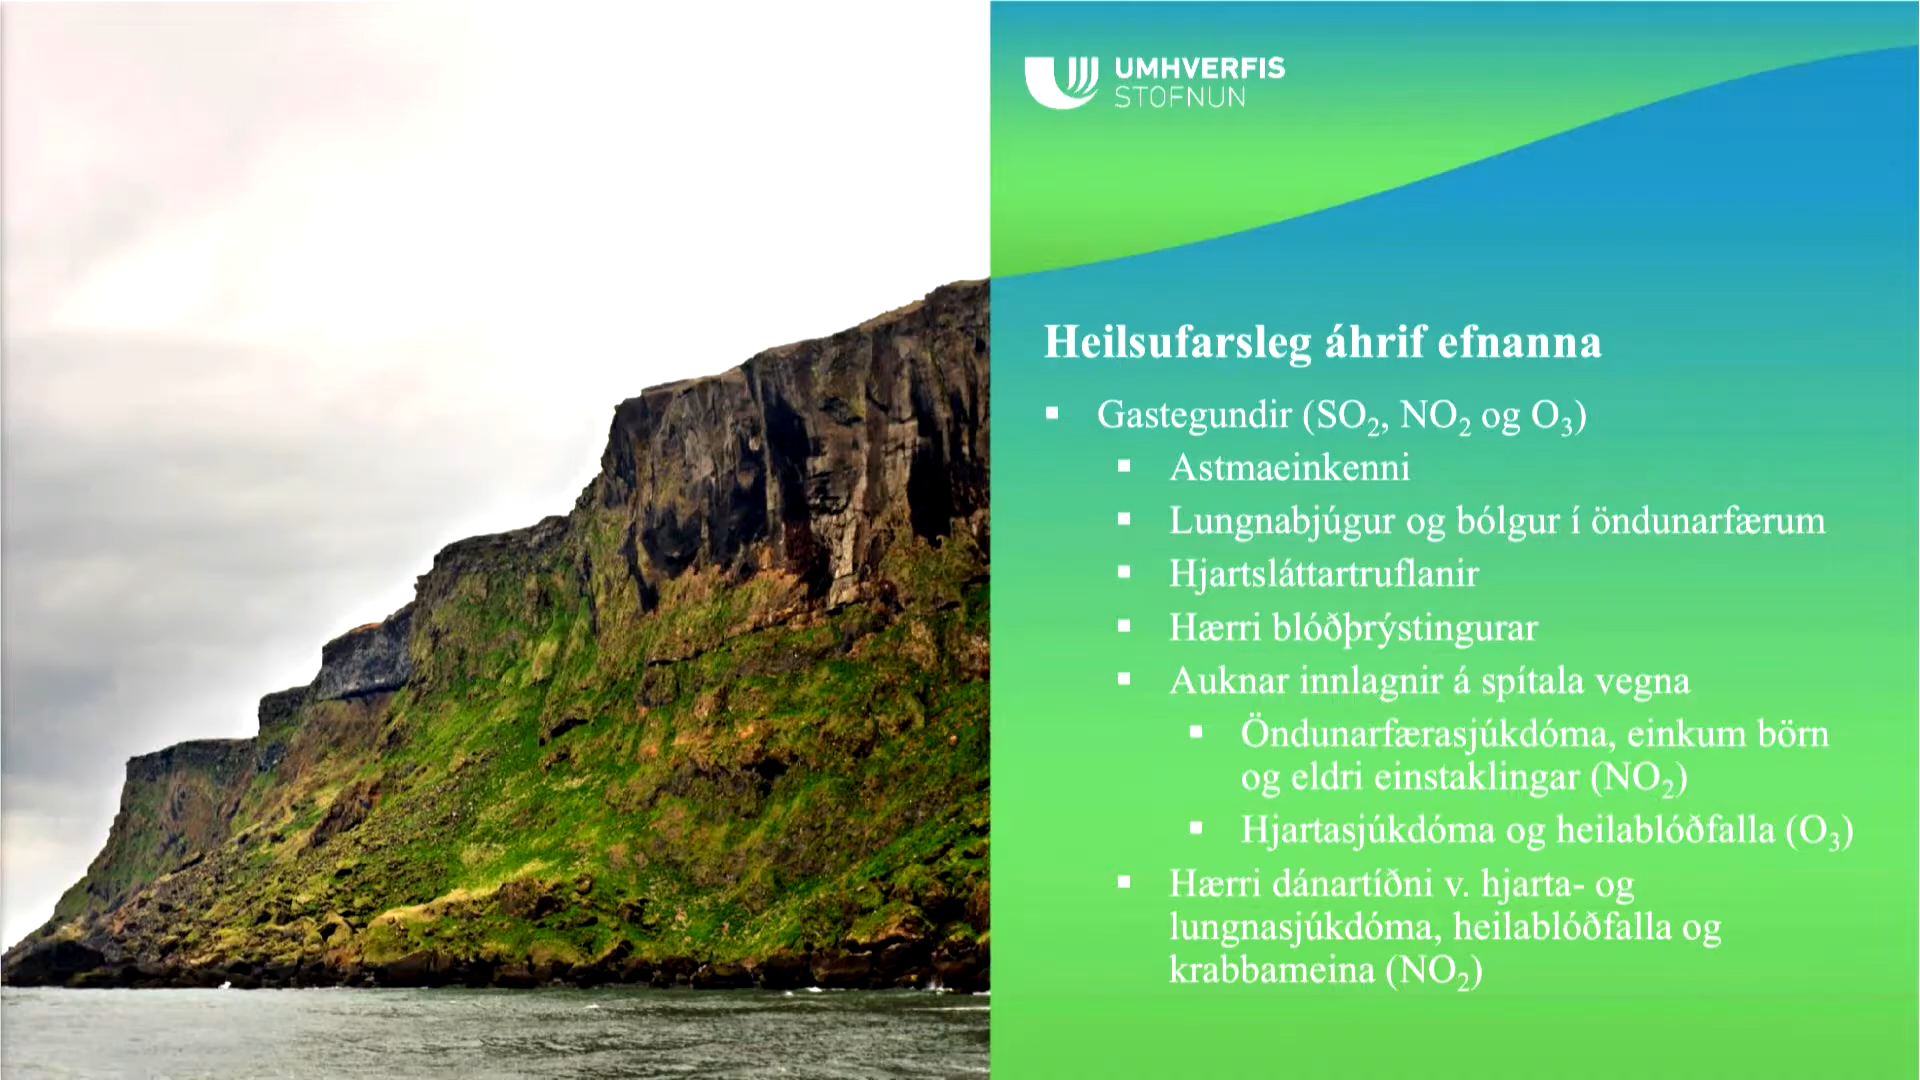 UMHVERFIS
STOFNUN
Heilsufarsleg áhrif efnanna
▪ Gastegundir (SO₂, NO₂ og O₃)
▪ Astmaeinkenni
▪ Lungnabjúgur og bólgur í öndunarfærum
▪ Hjartsláttartruflanir
▪ Hærri blóðþrýstingurar
▪ Auknar innlagnir á spítala vegna
▪ Öndunarfærasjúkdóma, einkum börn
og eldri einstaklingar (NO₂)
▪ Hjartasjúkdóma og heilablóðfalla (O₃)
▪ Hærri dánartíðni v. hjarta- og
lungnasjúkdóma, heilablóðfalla og
krabbameina (NO₂)